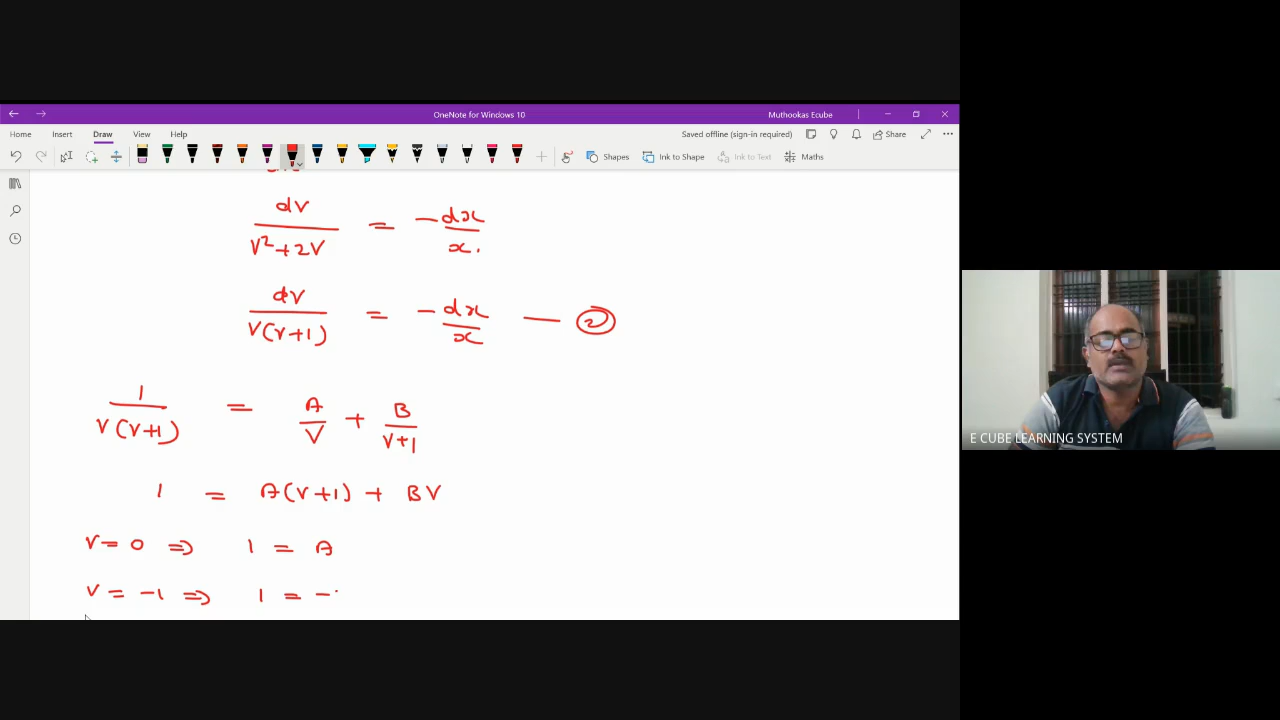 OneNote for Windows 10
Muthookas Ecube
Home Insert Draw View Help
Saved offline (sign-in required)
Share
Shapes
Ink to Shape
Ink to Text
Maths
dv/(v²+2v) = -dx/x.
dv/(v(v+1)) = -dx/x — ②
1/(v(v+1)) = A/v + B/(v+1)
1 = A(v+1) + Bv
v = 0 ⇒ 1 = A
v = -1 ⇒ 1 = -
E CUBE LEARNING SYSTEM